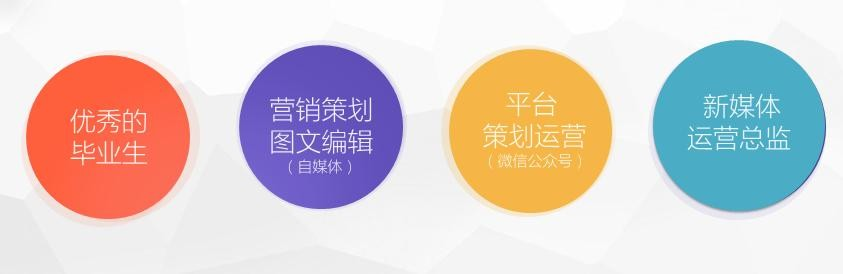 优秀的
毕业生
营销策划
图文编辑
（自媒体）
平台
策划运营
（微信公众号）
新媒体
运营总监